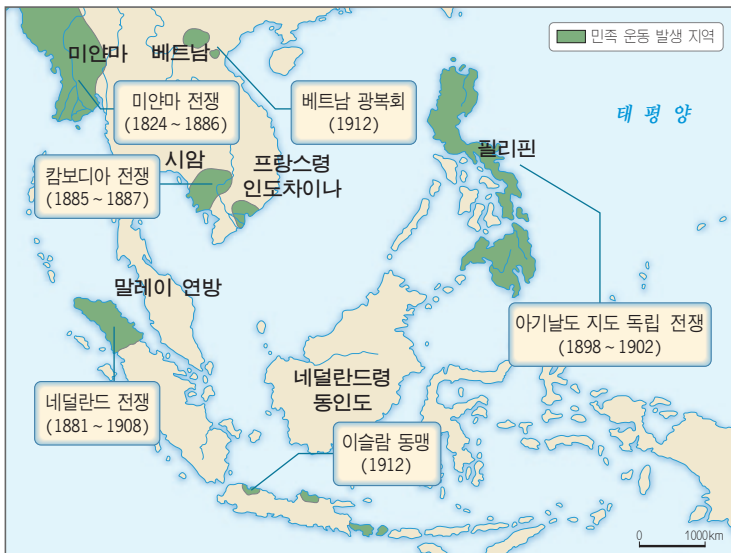 민족 운동 발생 지역
미얀마
베트남
미얀마 전쟁
(1824~1886)
베트남 광복회
(1912)
태평양
시암
프랑스령
인도차이나
필리핀
캄보디아 전쟁
(1885~1887)
말레이 연방
아기날도 지도 독립 전쟁
(1898~1902)
네덜란드령
동인도
네덜란드 전쟁
(1881~1908)
이슬람 동맹
(1912)
0 1000km